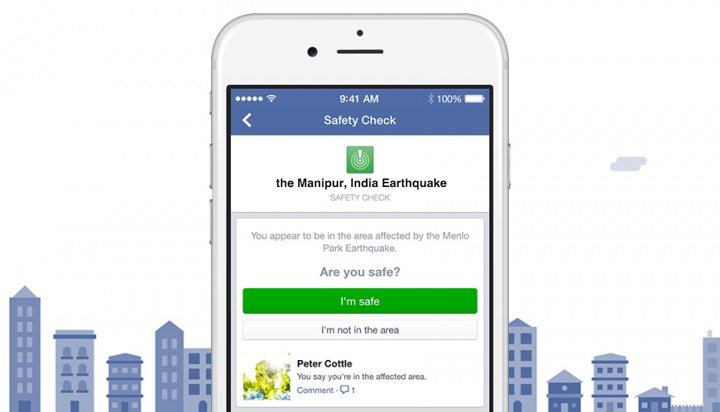 9:41 AM 100%
Safety Check
the Manipur, India Earthquake
SAFETY CHECK
You appear to be in the area affected by the Menlo
Park Earthquake.
Are you safe?
I'm safe
I'm not in the area
Peter Cottle
You say you're in the affected area.
Comment · 1